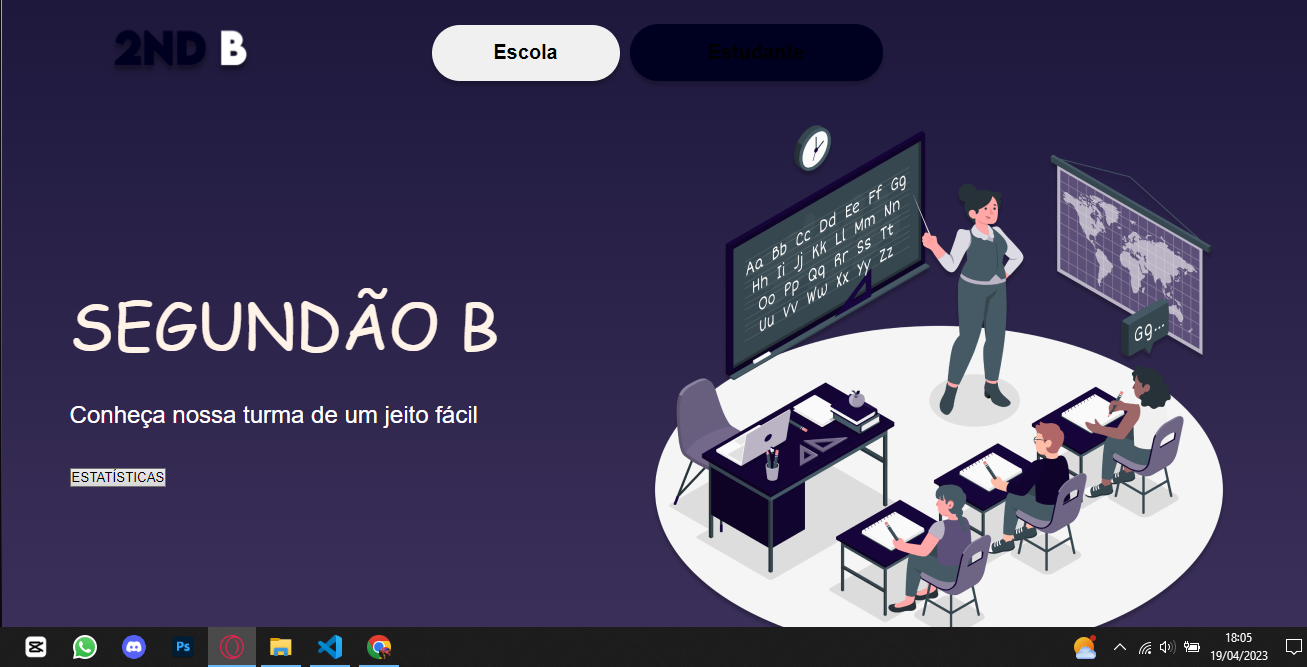 2ND B
Escola
Estudante
Aa Bb Cc Dd Ee Ff Gg
Hh Ii Jj Kk Ll Mm Nn
Oo Pp Qq Rr Ss Tt
Uu Vv Ww Xx Yy Zz
Gg...
SEGUNDÃO B
Conheça nossa turma de um jeito fácil
ESTATÍSTICAS
Ps
18:05
19/04/2023